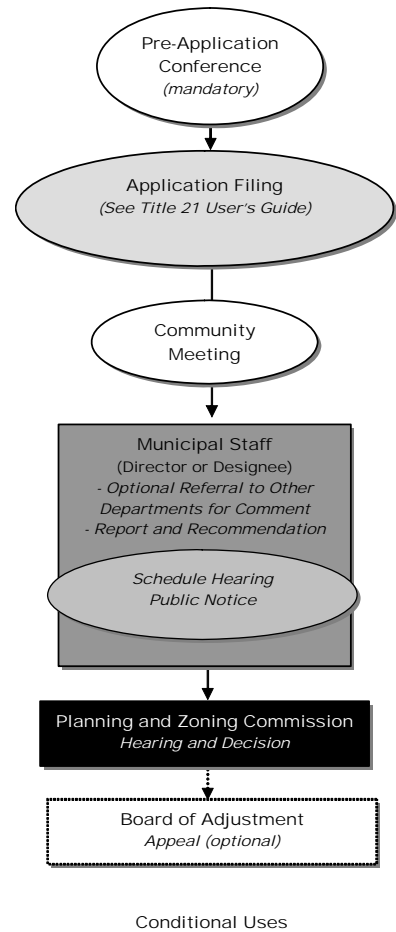 Pre-Application
Conference
(mandatory)
Application Filing
(See Title 21 User's Guide)
Community
Meeting
Municipal Staff
(Director or Designee)
- Optional Referral to Other
Departments for Comment
- Report and Recommendation
Schedule Hearing
Public Notice
Planning and Zoning Commission
Hearing and Decision
Board of Adjustment
Appeal (optional)
Conditional Uses